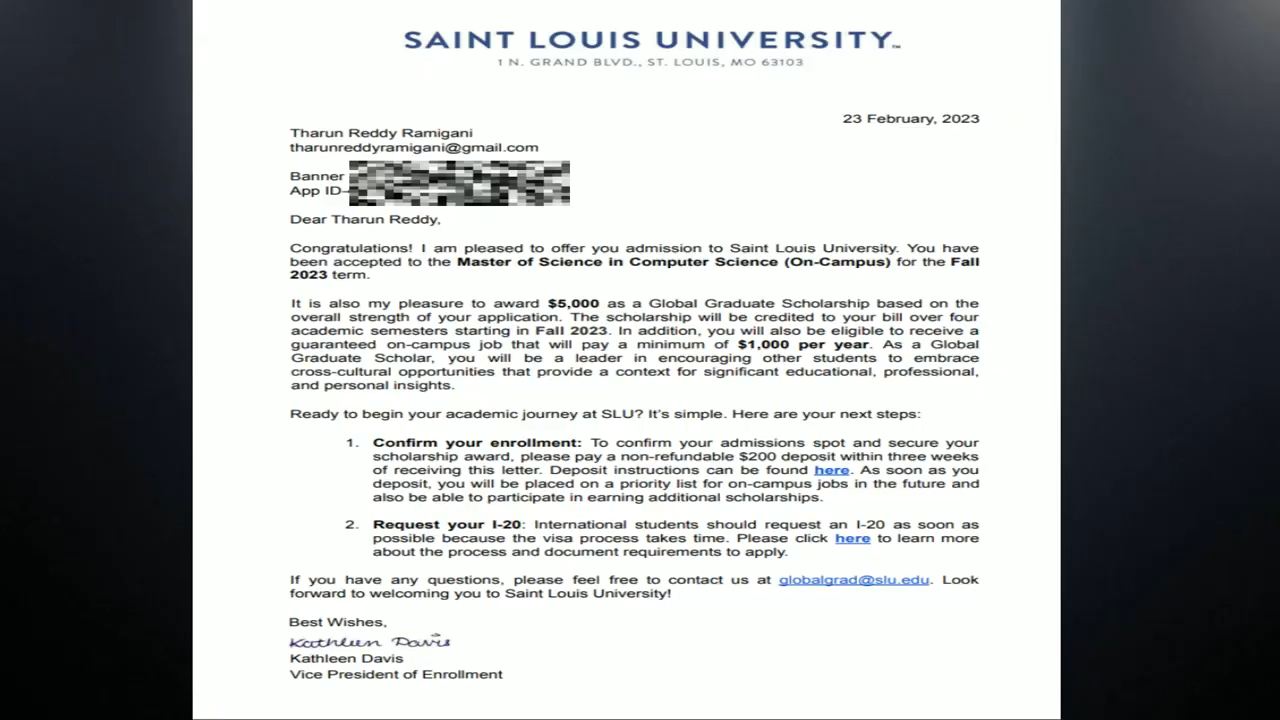 SAINT LOUIS UNIVERSITY™
1 N. GRAND BLVD., ST. LOUIS, MO 63103
23 February, 2023
Tharun Reddy Ramigani
tharunreddyramigani@gmail.com
Banner
App ID-
Dear Tharun Reddy,
Congratulations! I am pleased to offer you admission to Saint Louis University. You have
been accepted to the Master of Science in Computer Science (On-Campus) for the Fall
2023 term.
It is also my pleasure to award $5,000 as a Global Graduate Scholarship based on the
overall strength of your application. The scholarship will be credited to your bill over four
academic semesters starting in Fall 2023. In addition, you will also be eligible to receive a
guaranteed on-campus job that will pay a minimum of $1,000 per year. As a Global
Graduate Scholar, you will be a leader in encouraging other students to embrace
cross-cultural opportunities that provide a context for significant educational, professional,
and personal insights.
Ready to begin your academic journey at SLU? It’s simple. Here are your next steps:
1. Confirm your enrollment: To confirm your admissions spot and secure your
scholarship award, please pay a non-refundable $200 deposit within three weeks
of receiving this letter. Deposit instructions can be found here. As soon as you
deposit, you will be placed on a priority list for on-campus jobs in the future and
also be able to participate in earning additional scholarships.
2. Request your I-20: International students should request an I-20 as soon as
possible because the visa process takes time. Please click here to learn more
about the process and document requirements to apply.
If you have any questions, please feel free to contact us at globalgrad@slu.edu. Look
forward to welcoming you to Saint Louis University!
Best Wishes,
Kathleen Davis
Kathleen Davis
Vice President of Enrollment